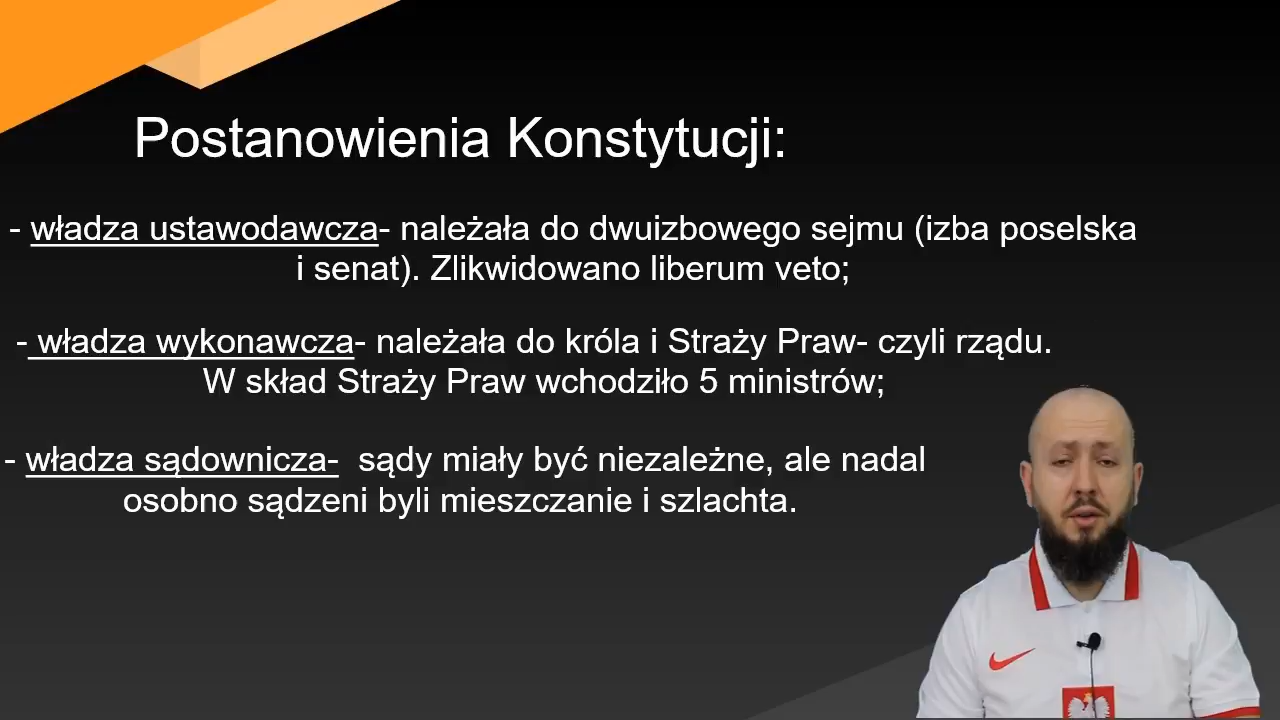 Postanowienia Konstytucji:
- władza ustawodawcza- należała do dwuizbowego sejmu (izba poselska
i senat). Zlikwidowano liberum veto;
- władza wykonawcza- należała do króla i Straży Praw- czyli rządu.
W skład Straży Praw wchodziło 5 ministrów;
- władza sądownicza- sądy miały być niezależne, ale nadal
osobno sądzeni byli mieszczanie i szlachta.